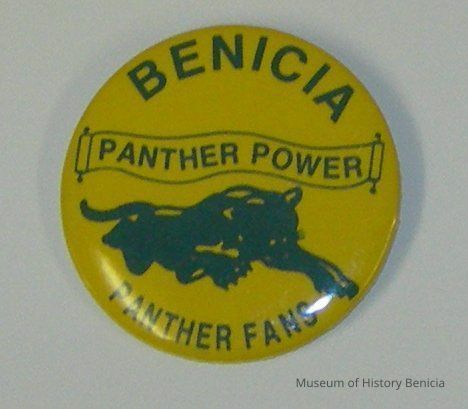 BENICIA
PANTHER POWER
PANTHER FANS
Museum of History Benicia